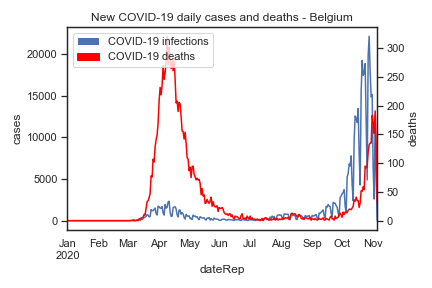 New COVID-19 daily cases and deaths - Belgium
COVID-19 infections
COVID-19 deaths
20000
15000
10000
5000
0
cases
300
250
200
150
100
50
0
deaths
Jan Feb Mar Apr May Jun Jul Aug Sep Oct Nov
2020
dateRep